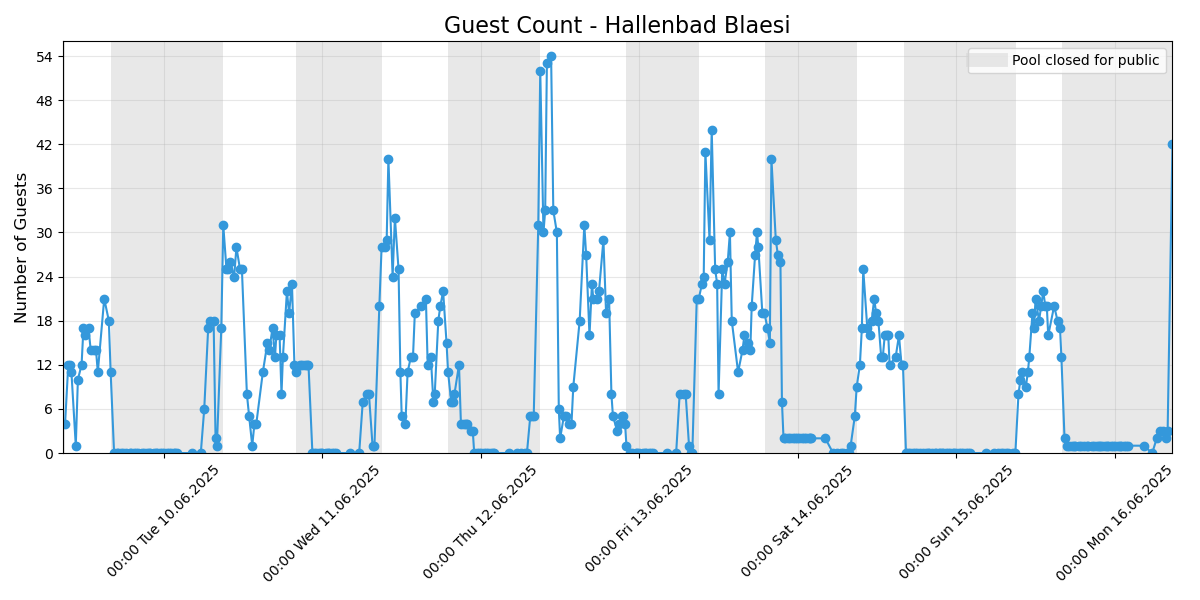 Guest Count - Hallenbad Blaesi
Pool closed for public
Number of Guests
54
48
42
36
30
24
18
12
6
0
00:00 Tue 10.06.2025
00:00 Wed 11.06.2025
00:00 Thu 12.06.2025
00:00 Fri 13.06.2025
00:00 Sat 14.06.2025
00:00 Sun 15.06.2025
00:00 Mon 16.06.2025